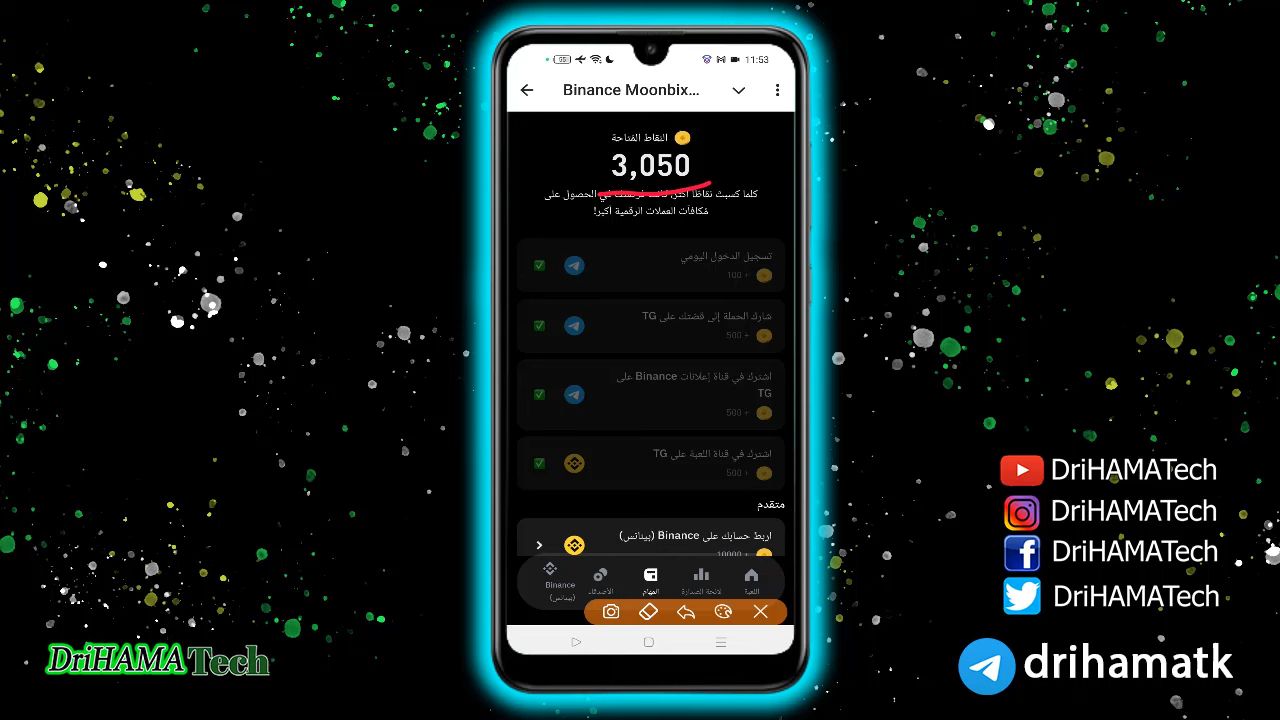 11:53
Binance Moonbix...
النقاط المتاحة
3,050
كلما كسبت نقاطًا أكثر، كانت فرصتك في الحصول على
مكافآت العملات الرقمية أكبر!
تسجيل الدخول اليومي
+ 100
شارك الحملة إلى قصتك على TG
+ 500
اشترك في قناة إعلانات Binance على
TG
+ 500
اشترك في قناة اللعبة على TG
+ 500
متقدم
اربط حسابك على Binance (بينانس)
+ 10000
اللعبة
لائحة الصدارة
المهام
الأصدقاء
Binance
(بينانس)
DriHAMATech
DriHAMATech
DriHAMATech
DriHAMATech
drihamatk
DriHAMA Tech